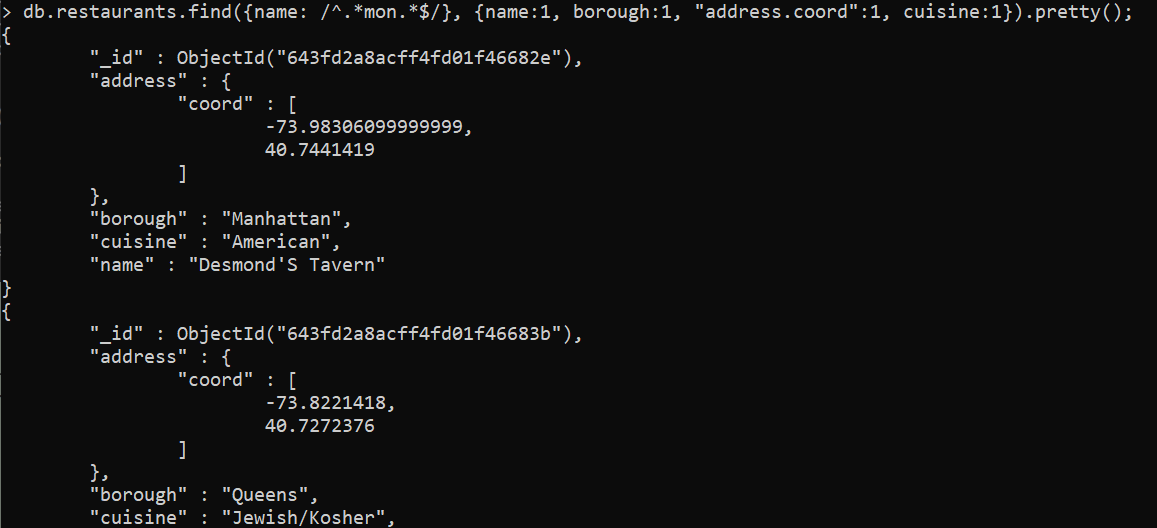 > db.restaurants.find({name: /^.*mon.*$/}, {name:1, borough:1, "address.coord":1, cuisine:1}).pretty();
{
        "_id" : ObjectId("643fd2a8acff4fd01f46682e"),
        "address" : {
                "coord" : [
                        -73.98306099999999,
                        40.7441419
                ]
        },
        "borough" : "Manhattan",
        "cuisine" : "American",
        "name" : "Desmond'S Tavern"
}
{
        "_id" : ObjectId("643fd2a8acff4fd01f46683b"),
        "address" : {
                "coord" : [
                        -73.8221418,
                        40.7272376
                ]
        },
        "borough" : "Queens",
        "cuisine" : "Jewish/Kosher",